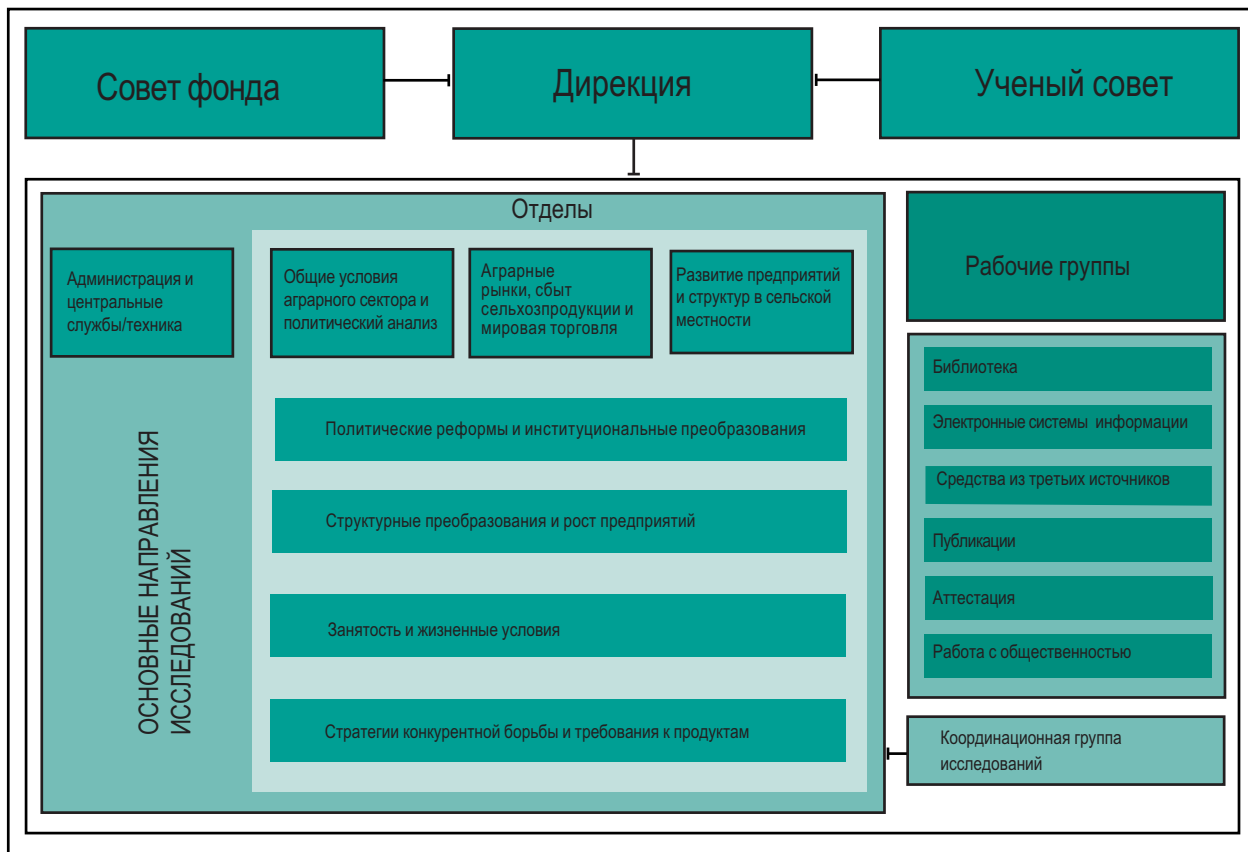 Совет фонда
Дирекция
Ученый совет
Отделы
Администрация и
центральные
службы/техника
Общие условия
аграрного сектора и
политический анализ
Аграрные
рынки, сбыт
сельхозпродукции и
мировая торговля
Развитие предприятий
и структур в сельской
местности
ОСНОВНЫЕ НАПРАВЛЕНИЯ
ИССЛЕДОВАНИЙ
Политические реформы и институциональные преобразования
Структурные преобразования и рост предприятий
Занятость и жизненные условия
Стратегии конкурентной борьбы и требования к продуктам
Рабочие группы
Библиотека
Электронные системы информации
Средства из третьих источников
Публикации
Аттестация
Работа с общественностью
Координационная группа
исследований